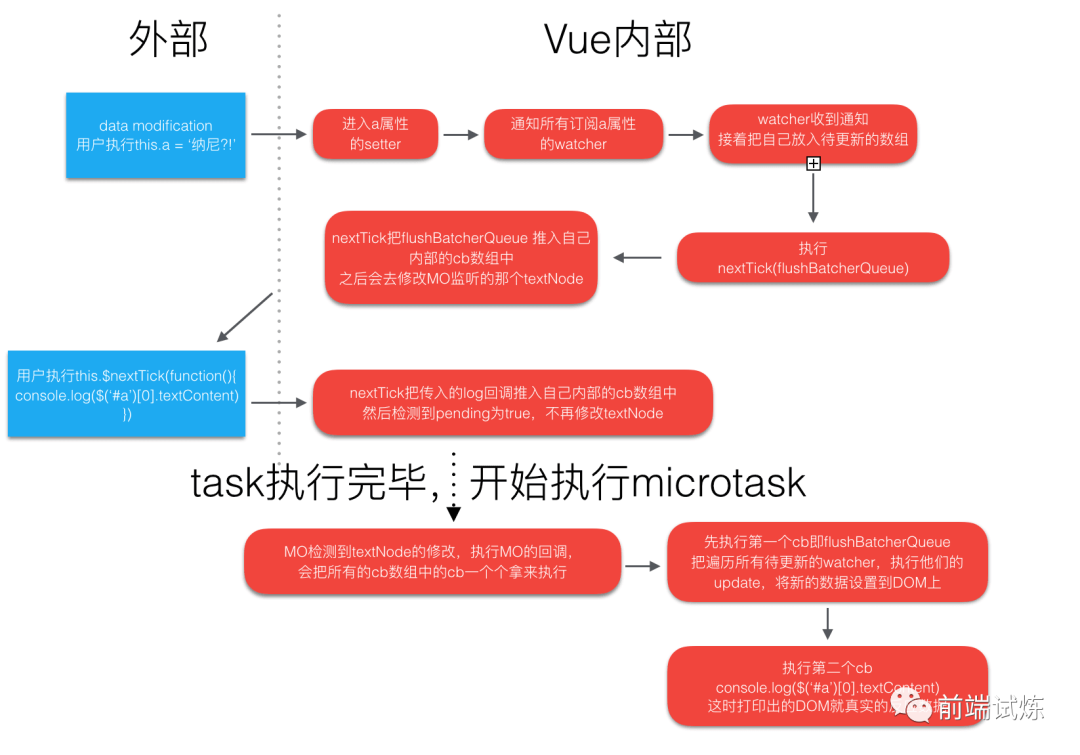 外部
Vue内部
data modification
用户执行this.a = ‘纳尼?!’
进入a属性
的setter
通知所有订阅a属性
的watcher
watcher收到通知
接着把自己放入待更新的数组
执行
nextTick(flushBatcherQueue)
nextTick把flushBatcherQueue 推入自己
内部的cb数组中
之后会去修改MO监听的那个textNode
用户执行this.$nextTick(function(){
console.log($(‘#a’)[0].textContent)
})
nextTick把传入的log回调推入自己内部的cb数组中
然后检测到pending为true，不再修改textNode
task执行完毕，开始执行microtask
MO检测到textNode的修改，执行MO的回调，
会把所有的cb数组中的cb一个个拿来执行
先执行第一个cb即flushBatcherQueue
把遍历所有待更新的watcher，执行他们的
update，将新的数据设置到DOM上
执行第二个cb
console.log($(‘#a’)[0].textContent)
这时打印出的DOM就真实的
前端试炼